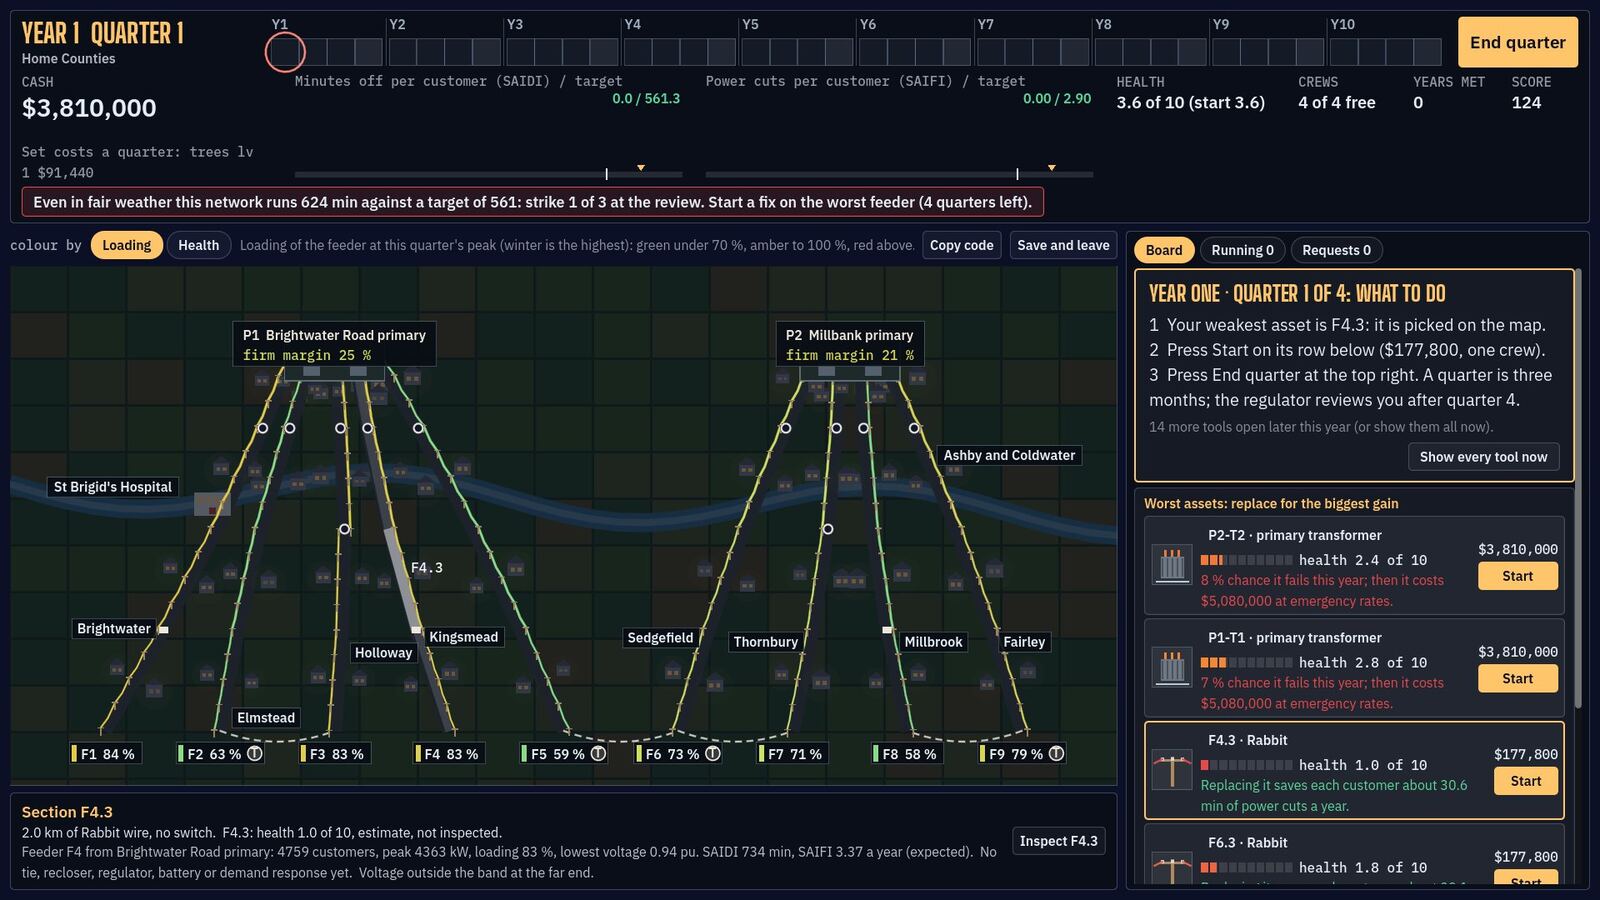 YEAR 1 QUARTER 1
Home Counties
Y1 Y2 Y3 Y4 Y5 Y6 Y7 Y8 Y9 Y10
End quarter
CASH
$3,810,000
Minutes off per customer (SAIDI) / target
0.0 / 561.3
Power cuts per customer (SAIFI) / target
0.00 / 2.90
HEALTH
3.6 of 10 (start 3.6)
CREWS
4 of 4 free
YEARS MET
0
SCORE
124
Set costs a quarter: trees lv
1 $91,440
Even in fair weather this network runs 624 min against a target of 561: strike 1 of 3 at the review. Start a fix on the worst feeder (4 quarters left).
colour by Loading Health
Loading of the feeder at this quarter's peak (winter is the highest): green under 70 %, amber to 100 %, red above.
Copy code
Save and leave
P1 Brightwater Road primary
firm margin 25 %
P2 Millbank primary
firm margin 21 %
Ashby and Coldwater
St Brigid's Hospital
F4.3
Brightwater
Kingsmead
Holloway
Sedgefield
Thornbury
Millbrook
Fairley
Elmstead
F1 84 %
F2 63 % T
F3 83 %
F4 83 %
F5 59 % T
F6 73 % T
F7 71 %
F8 58 %
F9 79 % T
Section F4.3
2.0 km of Rabbit wire, no switch. F4.3: health 1.0 of 10, estimate, not inspected.
Feeder F4 from Brightwater Road primary: 4759 customers, peak 4363 kW, loading 83 %, lowest voltage 0.94 pu. SAIDI 734 min, SAIFI 3.37 a year (expected). No
tie, recloser, regulator, battery or demand response yet. Voltage outside the band at the far end.
Inspect F4.3
Board
Running 0
Requests 0
YEAR ONE · QUARTER 1 OF 4: WHAT TO DO
1 Your weakest asset is F4.3: it is picked on the map.
2 Press Start on its row below ($177,800, one crew).
3 Press End quarter at the top right. A quarter is three
months; the regulator reviews you after quarter 4.
14 more tools open later this year (or show them all now).
Show every tool now
Worst assets: replace for the biggest gain
P2-T2 · primary transformer
health 2.4 of 10
8 % chance it fails this year; then it costs
$5,080,000 at emergency rates.
$3,810,000
Start
P1-T1 · primary transformer
health 2.8 of 10
7 % chance it fails this year; then it costs
$5,080,000 at emergency rates.
$3,810,000
Start
F4.3 · Rabbit
health 1.0 of 10
Replacing it saves each customer about 30.6
min of power cuts a year.
$177,800
Start
F6.3 · Rabbit
health 1.8 of 10
$177,800
Start